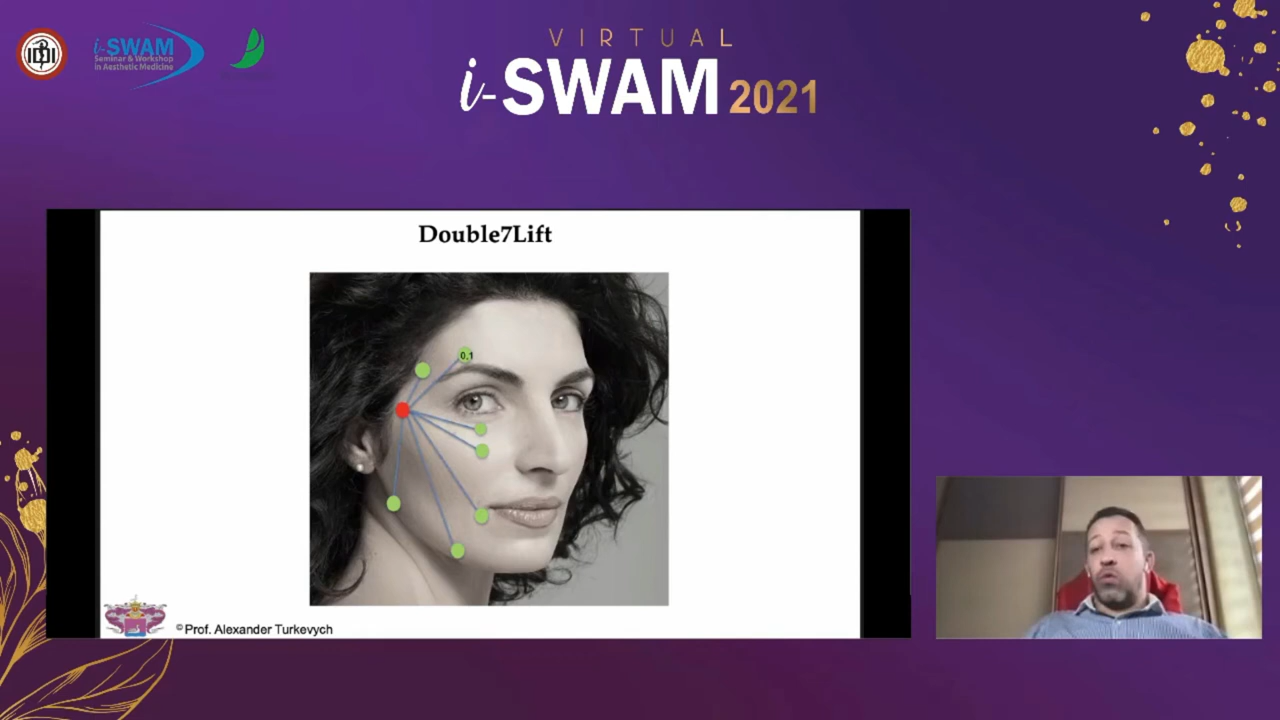 i-SWAM
Seminar & Workshop
in Aesthetic Medicine
VIRTUAL
i-SWAM 2021
Double7Lift
0,1
©Prof. Alexander Turkevych